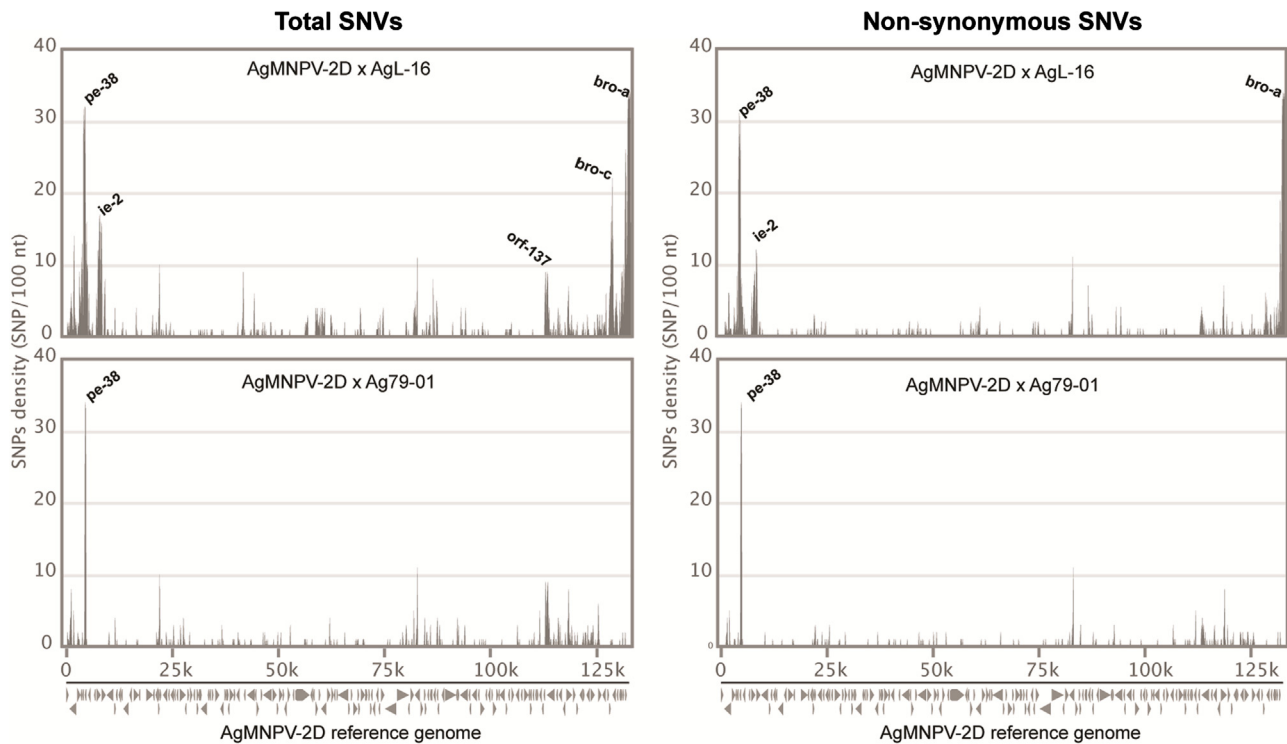 Total SNVs
Non-synonymous SNVs
SNPs density (SNP/100 nt)
40
30
20
10
0
AgMNPV-2D x AgL-16
pe-38
ie-2
orf-137
bro-c
bro-a
40
30
20
10
0
AgMNPV-2D x Ag79-01
pe-38
0 25k 50k 75k 100k 125k
AgMNPV-2D reference genome
SNPs density (SNP/100 nt)
40
30
20
10
0
AgMNPV-2D x AgL-16
pe-38
ie-2
bro-a
40
30
20
10
0
AgMNPV-2D x Ag79-01
pe-38
0 25k 50k 75k 100k 125k
AgMNPV-2D reference genome